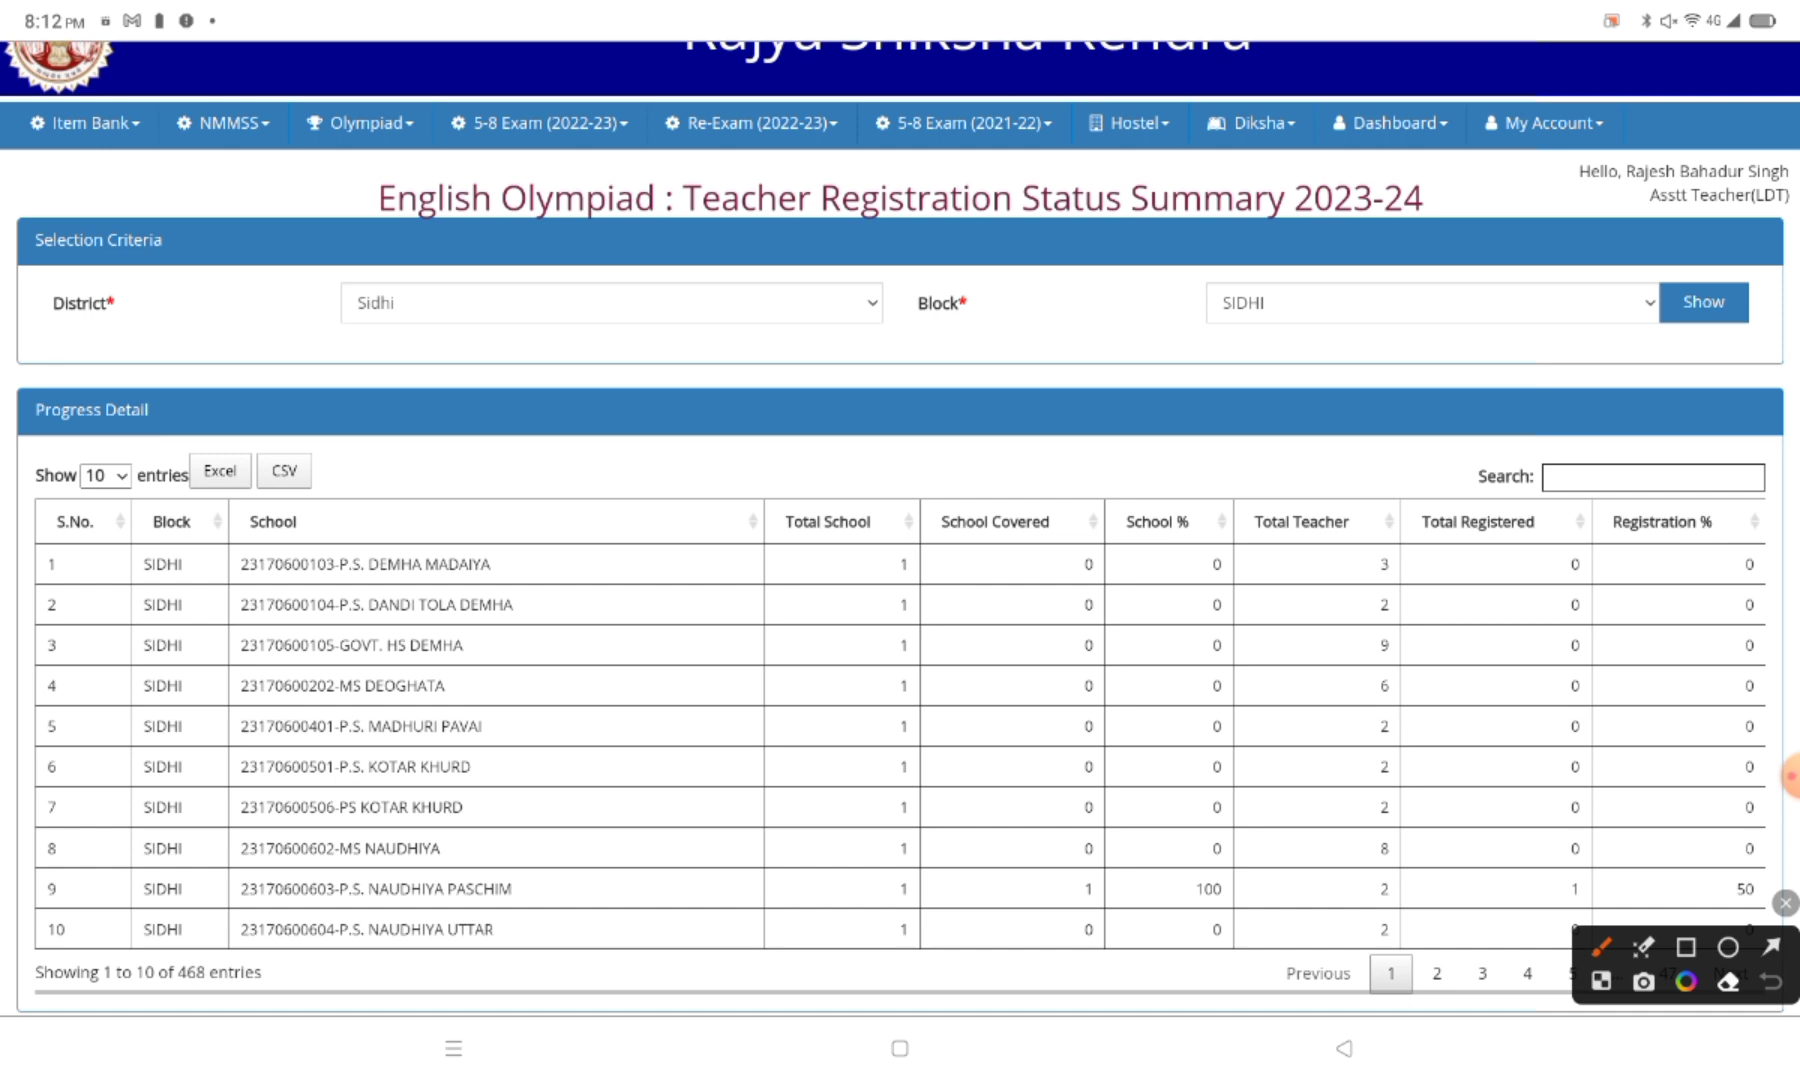 8:12 PM
4G
Rajya Shiksha Kendra
Item Bank
NMMSS
Olympiad
5-8 Exam (2022-23)
Re-Exam (2022-23)
5-8 Exam (2021-22)
Hostel
Diksha
Dashboard
My Account
Hello, Rajesh Bahadur Singh
Asstt Teacher(LDT)
English Olympiad : Teacher Registration Status Summary 2023-24
Selection Criteria
District* Sidhi Block* SIDHI Show
Progress Detail
Show 10 entries Excel CSV Search:
S.No. Block School Total School School Covered School % Total Teacher Total Registered Registration %
1 SIDHI 23170600103-P.S. DEMHA MADAIYA 1 0 0 3 0 0
2 SIDHI 23170600104-P.S. DANDI TOLA DEMHA 1 0 0 2 0 0
3 SIDHI 23170600105-GOVT. HS DEMHA 1 0 0 9 0 0
4 SIDHI 23170600202-MS DEOGHATA 1 0 0 6 0 0
5 SIDHI 23170600401-P.S. MADHURI PAVAI 1 0 0 2 0 0
6 SIDHI 23170600501-P.S. KOTAR KHURD 1 0 0 2 0 0
7 SIDHI 23170600506-PS KOTAR KHURD 1 0 0 2 0 0
8 SIDHI 23170600602-MS NAUDHIYA 1 0 0 8 0 0
9 SIDHI 23170600603-P.S. NAUDHIYA PASCHIM 1 1 100 2 1 50
10 SIDHI 23170600604-P.S. NAUDHIYA UTTAR 1 0 0 2 0 0
Showing 1 to 10 of 468 entries
Previous 1 2 3 4 5 47 Next